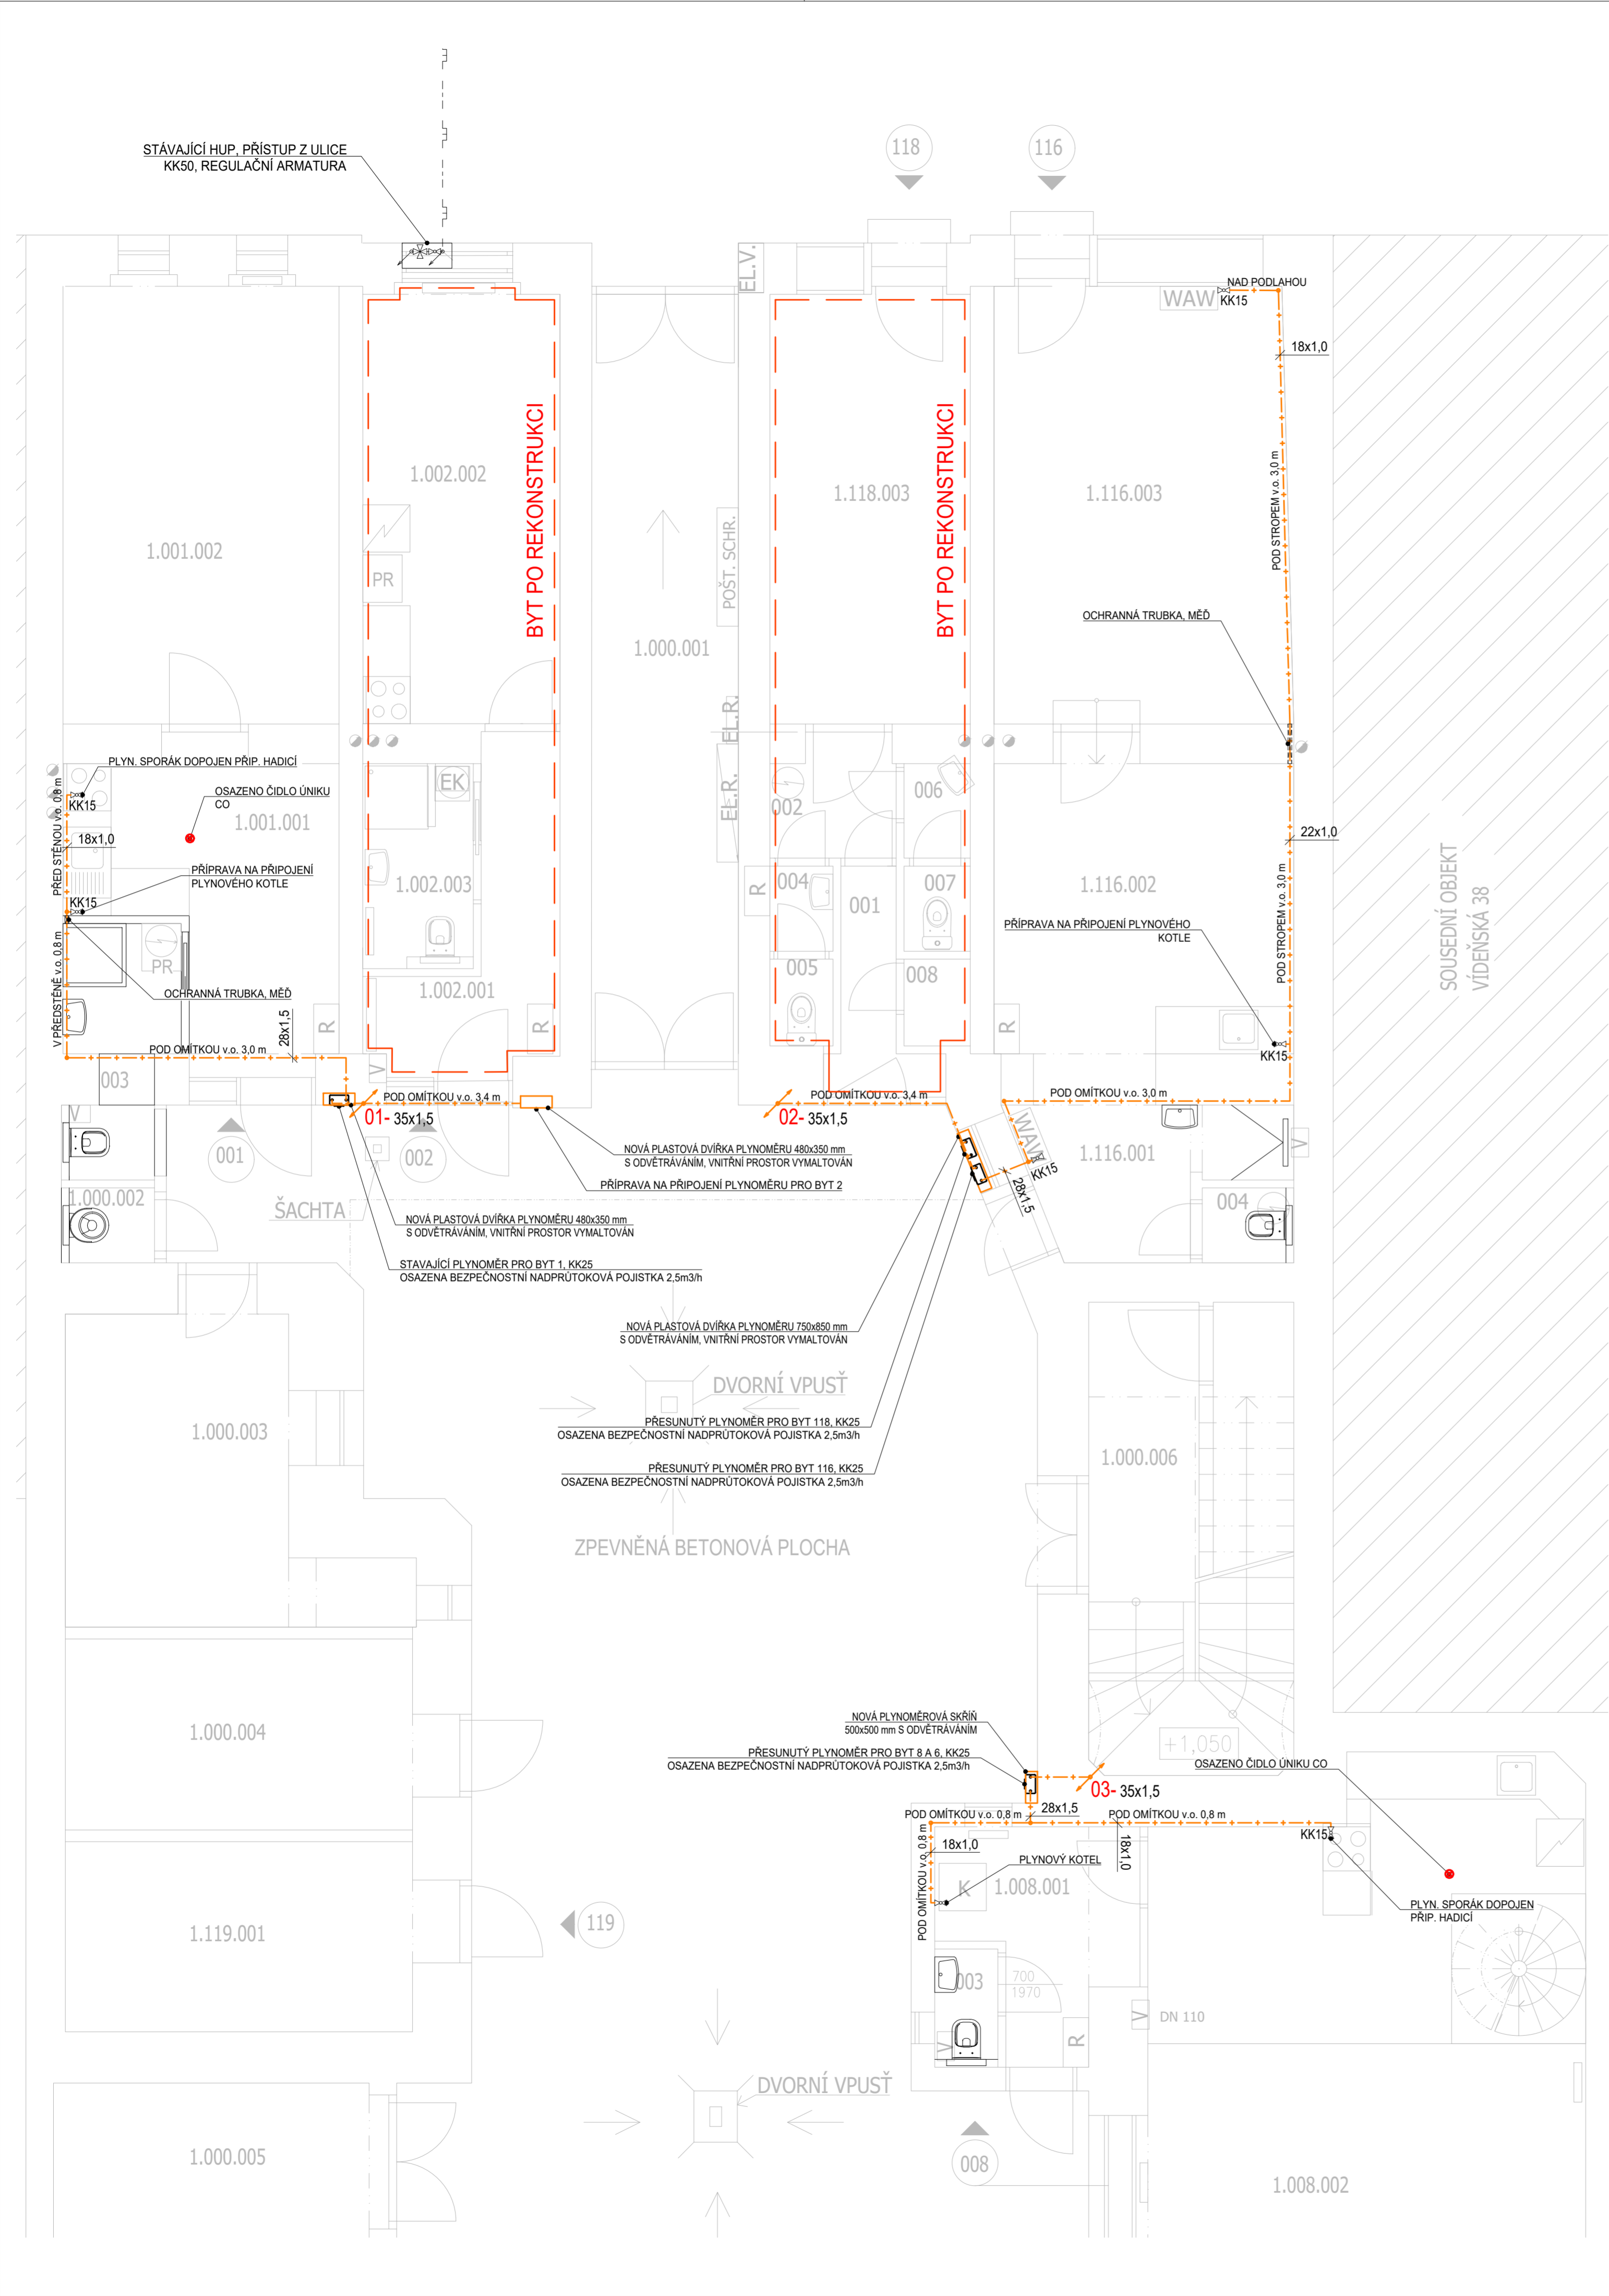 STÁVAJÍCÍ HUP, PŘÍSTUP Z ULICE
KK50, REGULAČNÍ ARMATURA
118
116
EL.V.
NAD PODLAHOU
WAW
KK15
18x1,0
BYT PO REKONSTRUKCI
BYT PO REKONSTRUKCI
1.002.002
1.118.003
1.116.003
POD STROPEM v.o. 3,0 m
1.001.002
PR
POŠT. SCHR.
1.000.001
OCHRANNÁ TRUBKA, MĚĎ
EL.R.
EL.R.
PLYN. SPORÁK DOPOJEN PŘIP. HADICÍ
KK15
OSAZENO ČIDLO ÚNIKU
CO
1.001.001
PŘED STĚNOU v.o. 0,8 m
18x1,0
EK
002
006
22x1,0
PŘÍPRAVA NA PŘIPOJENÍ
PLYNOVÉHO KOTLE
KK15
1.002.003
R
004
001
007
1.116.002
POD STROPEM v.o. 3,0 m
PŘÍPRAVA NA PŘIPOJENÍ PLYNOVÉHO
KOTLE
SOUSEDNÍ OBJEKT
VÍDEŇSKÁ 38
V PŘEDSTĚNĚ v.o. 0,8 m
PR
OCHRANNÁ TRUBKA, MĚĎ
1.002.001
005
008
28x1,5
R
R
R
POD OMÍTKOU v.o. 3,0 m
KK15
003
V
POD OMÍTKOU v.o. 3,4 m
01- 35x1,5
POD OMÍTKOU v.o. 3,4 m
02- 35x1,5
POD OMÍTKOU v.o. 3,0 m
V
WAW
KK15
28x1,5
1.116.001
V
001
002
NOVÁ PLASTOVÁ DVÍŘKA PLYNOMĚRU 480x350 mm
S ODVĚTRÁVÁNÍM, VNITŘNÍ PROSTOR VYMALTOVÁN
PŘÍPRAVA NA PŘIPOJENÍ PLYNOMĚRU PRO BYT 2
1.000.002
ŠACHTA
004
NOVÁ PLASTOVÁ DVÍŘKA PLYNOMĚRU 480x350 mm
S ODVĚTRÁVÁNÍM, VNITŘNÍ PROSTOR VYMALTOVÁN
STAVAJÍCÍ PLYNOMĚR PRO BYT 1, KK25
OSAZENA BEZPEČNOSTNÍ NADPRŮTOKOVÁ POJISTKA 2,5m3/h
NOVÁ PLASTOVÁ DVÍŘKA PLYNOMĚRU 750x850 mm
S ODVĚTRÁVÁNÍM, VNITŘNÍ PROSTOR VYMALTOVÁN
DVORNÍ VPUSŤ
PŘESUNUTÝ PLYNOMĚR PRO BYT 118, KK25
OSAZENA BEZPEČNOSTNÍ NADPRŮTOKOVÁ POJISTKA 2,5m3/h
1.000.003
1.000.006
PŘESUNUTÝ PLYNOMĚR PRO BYT 116, KK25
OSAZENA BEZPEČNOSTNÍ NADPRŮTOKOVÁ POJISTKA 2,5m3/h
ZPEVNĚNÁ BETONOVÁ PLOCHA
NOVÁ PLYNOMĚROVÁ SKŘÍŇ
500x500 mm S ODVĚTRÁVÁNÍM
1.000.004
+1,050
PŘESUNUTÝ PLYNOMĚR PRO BYT 8 A 6, KK25
OSAZENA BEZPEČNOSTNÍ NADPRŮTOKOVÁ POJISTKA 2,5m3/h
OSAZENO ČIDLO ÚNIKU CO
03- 35x1,5
POD OMÍTKOU v.o. 0,8 m
28x1,5
POD OMÍTKOU v.o. 0,8 m
KK15
18x1,0
18x1,0
POD OMÍTKOU v.o. 0,8 m
PLYNOVÝ KOTEL
K
1.008.001
PLYN. SPORÁK DOPOJEN
PŘIP. HADICÍ
1.119.001
119
003
700
1970
V
DN 110
V
R
DVORNÍ VPUSŤ
1.000.005
008
1.008.002